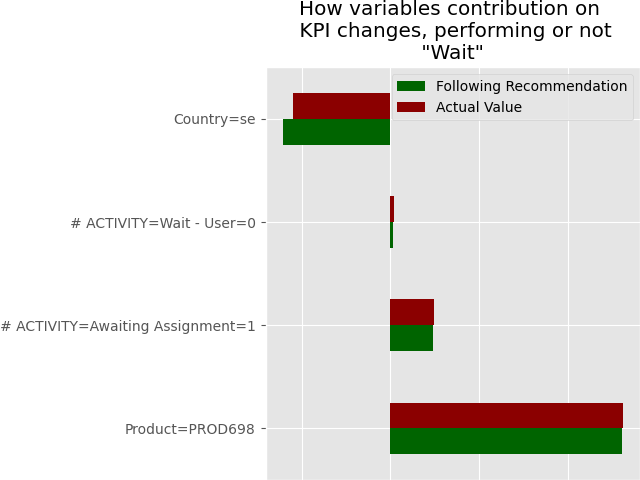 How variables contribution on
KPI changes, performing or not
"Wait"
Following Recommendation
Actual Value
Country=se
# ACTIVITY=Wait - User=0
# ACTIVITY=Awaiting Assignment=1
Product=PROD698